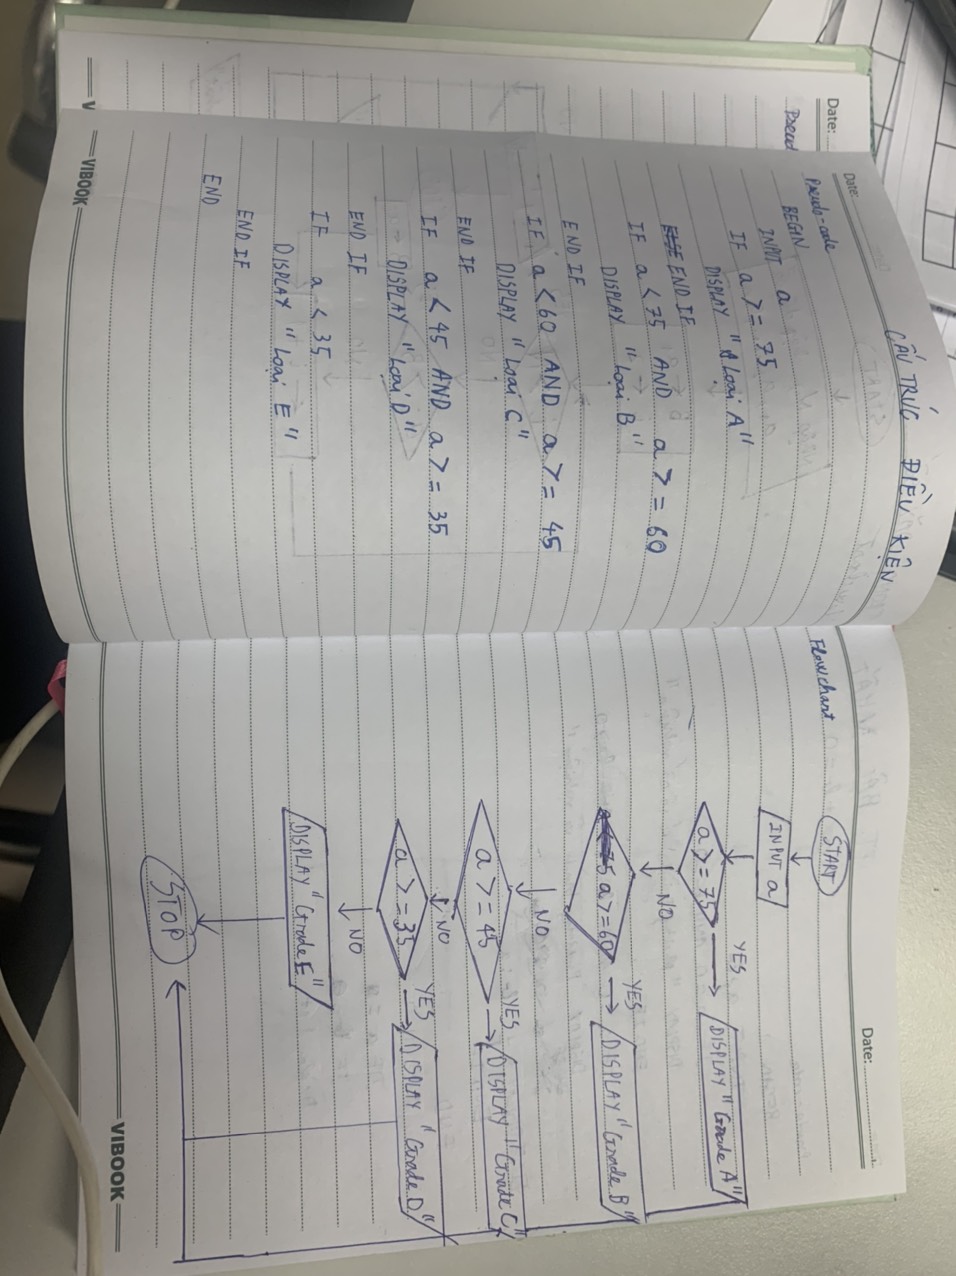 CẤU TRÚC ĐIỀU KIỆN
Date:
Date:
Pseud
Pseudo-code
BEGIN
INPUT a
IF a >= 75
DISPLAY "Loại A"
END IF
IF a < 75 AND a >= 60
DISPLAY "Loại B"
END IF
IF a < 60 AND a >= 45
DISPLAY "Loại C"
END IF
IF a < 45 AND a >= 35
DISPLAY "Loại D"
END IF
IF a < 35
DISPLAY "Loại E"
END IF
END
VIBOOK
Date:
Flowchart
START
INPUT a
a >= 75
YES
DISPLAY "Grade A"
NO
a >= 60
YES
DISPLAY "Grade B"
NO
a >= 45
YES
DISPLAY "Grade C"
NO
a >= 35
YES
DISPLAY "Grade D"
NO
DISPLAY "Grade E"
STOP
VIBOOK